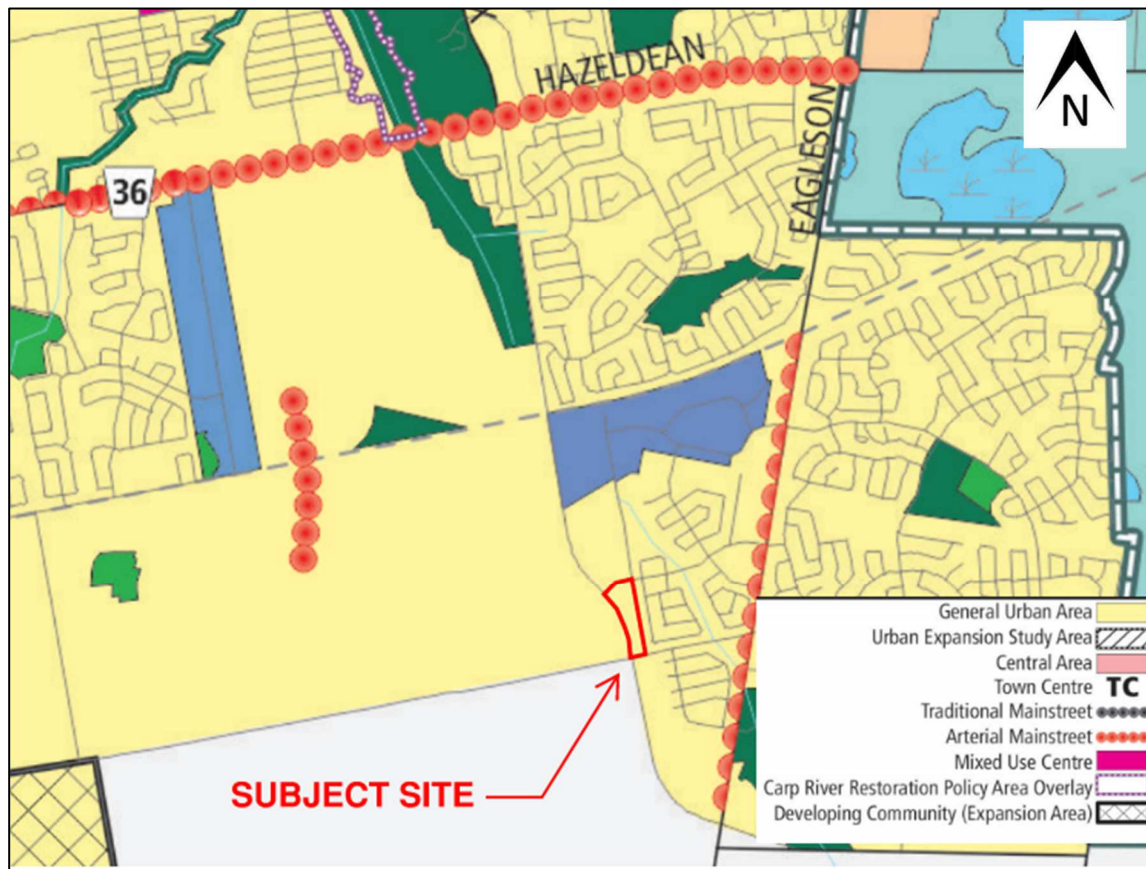 HAZELDEAN
N
EAGLESON
36
SUBJECT SITE
General Urban Area
Urban Expansion Study Area
Central Area
Town Centre TC
Traditional Mainstreet
Arterial Mainstreet
Mixed Use Centre
Carp River Restoration Policy Area Overlay
Developing Community (Expansion Area)